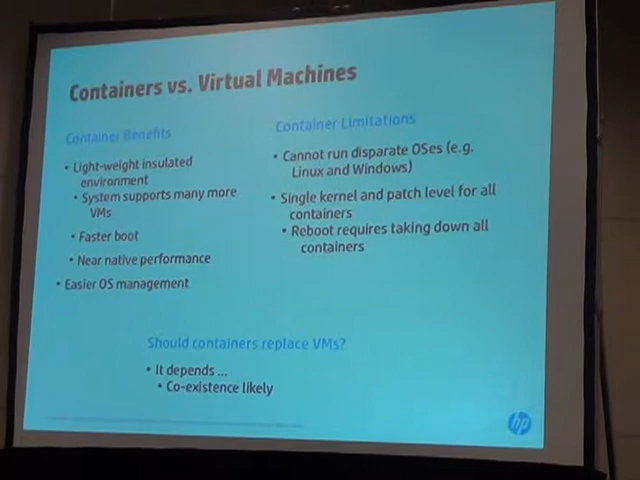 Containers vs. Virtual Machines
Container Benefits
• Light-weight insulated
environment
• System supports many more
VMs
• Faster boot
• Near native performance
• Easier OS management
Container Limitations
• Cannot run disparate OSes (e.g.
Linux and Windows)
• Single kernel and patch level for all
containers
• Reboot requires taking down all
containers
Should containers replace VMs?
• It depends ...
• Co-existence likely
hp